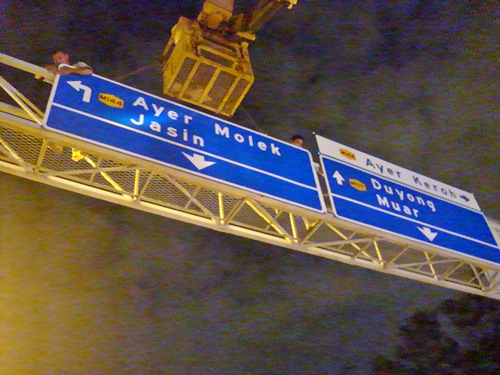 M144
Ayer Molek
Jasin
Ayer Keroh
Duyong
Muar